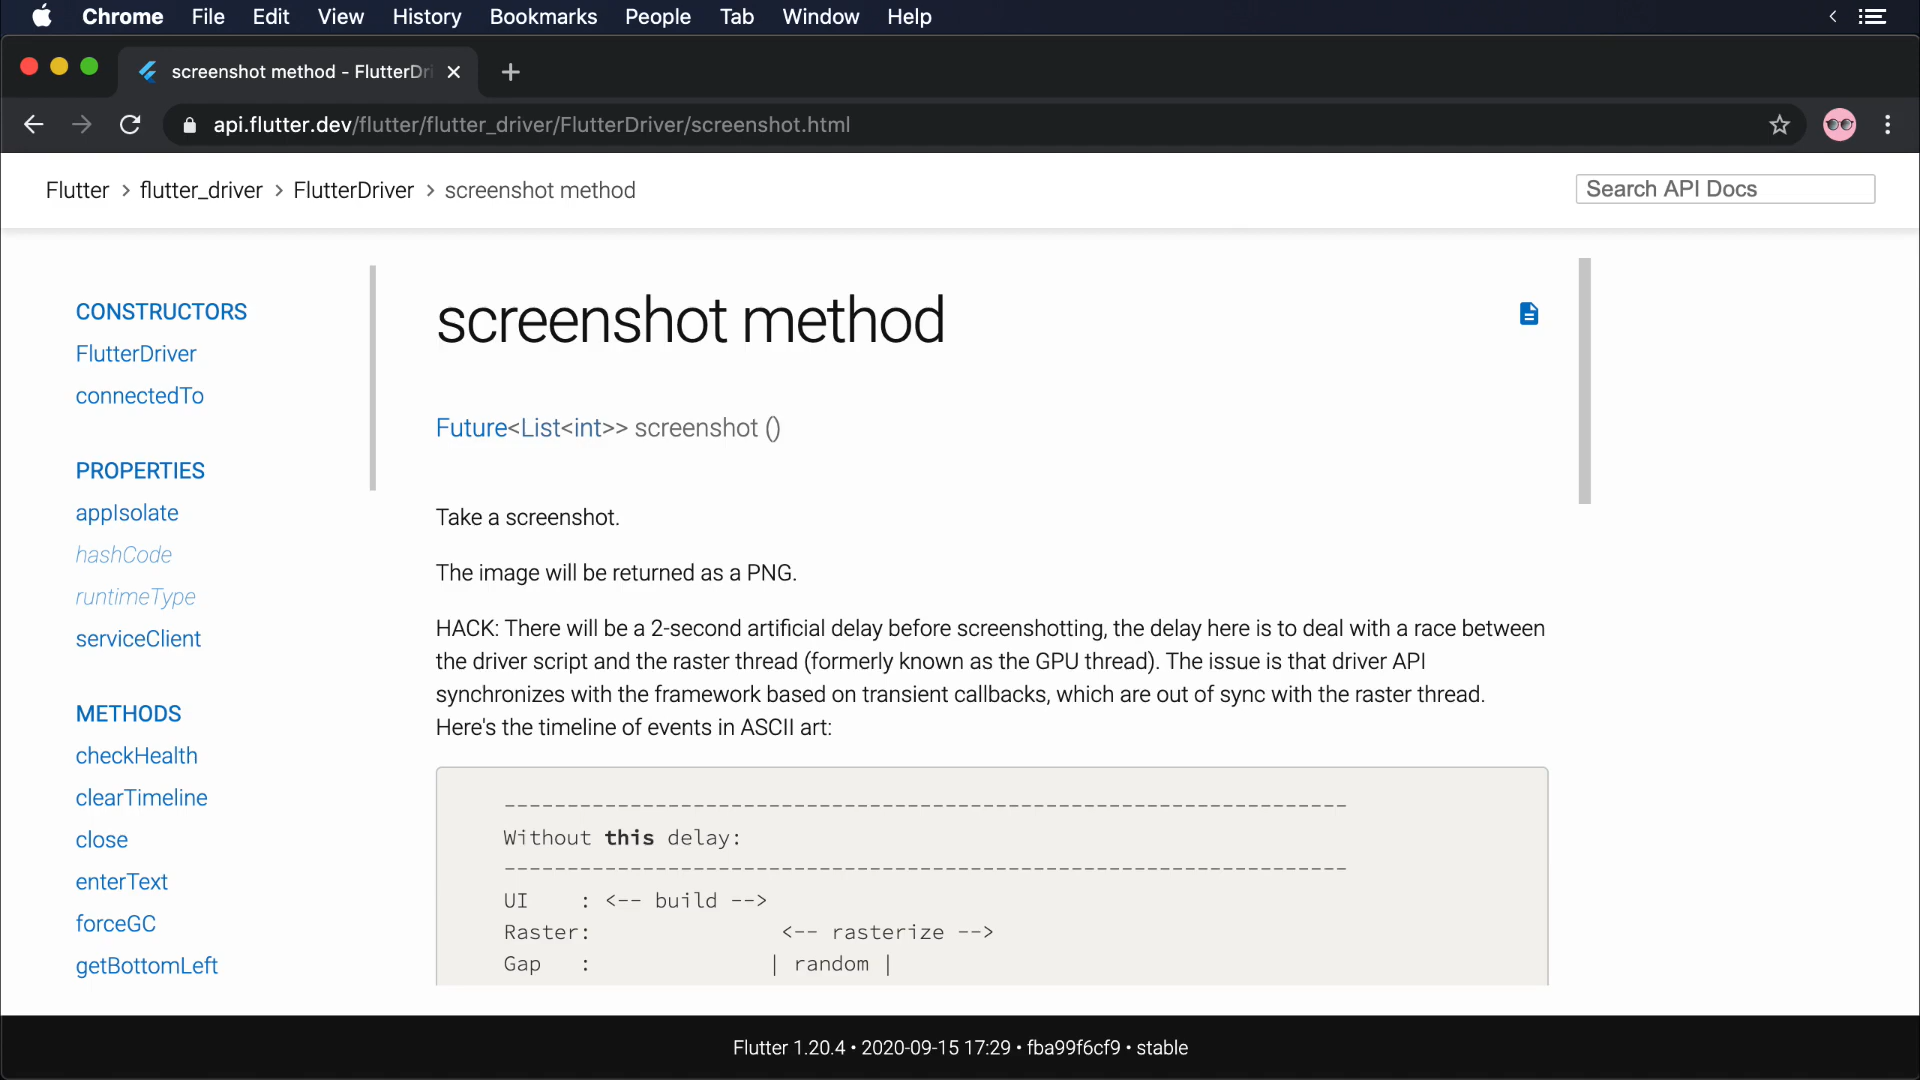 Chrome File Edit View History Bookmarks People Tab Window Help
screenshot method - FlutterDri
api.flutter.dev/flutter/flutter_driver/FlutterDriver/screenshot.html
Flutter > flutter_driver > FlutterDriver > screenshot method
Search API Docs
CONSTRUCTORS
FlutterDriver
connectedTo
PROPERTIES
appIsolate
hashCode
runtimeType
serviceClient
METHODS
checkHealth
clearTimeline
close
enterText
forceGC
getBottomLeft
screenshot method
Future<List<int>> screenshot ()
Take a screenshot.
The image will be returned as a PNG.
HACK: There will be a 2-second artificial delay before screenshotting, the delay here is to deal with a race between
the driver script and the raster thread (formerly known as the GPU thread). The issue is that driver API
synchronizes with the framework based on transient callbacks, which are out of sync with the raster thread.
Here's the timeline of events in ASCII art:
-------------------------------------------------------------------
Without this delay:
-------------------------------------------------------------------
UI    : <-- build -->
Raster:               <-- rasterize -->
Gap   :              | random |
Flutter 1.20.4 • 2020-09-15 17:29 • fba99f6cf9 • stable